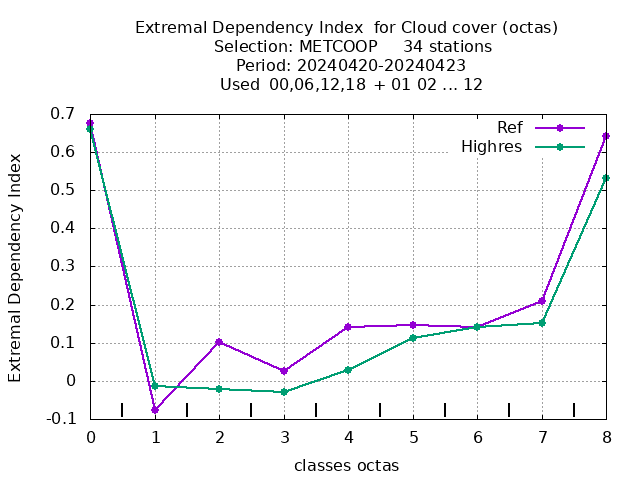 Extremal Dependency Index  for Cloud cover (octas)
Selection: METCOOP     34 stations
Period: 20240420-20240423
Used  00,06,12,18  + 01 02 ... 12
Ref
Highres
Extremal Dependency Index
0.7
0.6
0.5
0.4
0.3
0.2
0.1
0
-0.1
0 1 2 3 4 5 6 7 8
classes octas